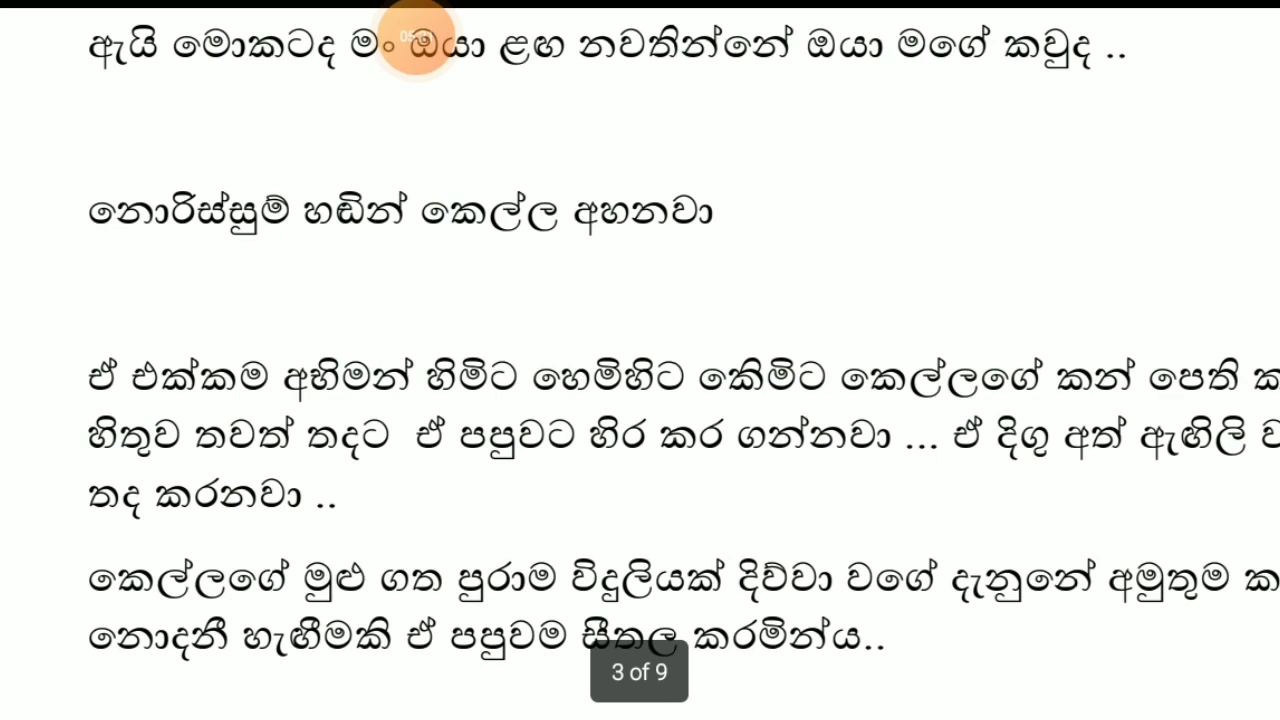 ඇයි මොකටද මං ඔයා ළඟ නවතින්නේ ඔයා මගේ කවුද ..
නොරිස්සුම් හඬින් කෙල්ල අහනවා
ඒ එක්කම අභිමන් හිමිට හෙමිහිට කෙිමිට කෙල්ලගේ කන් පෙති
හිතුව තවත් තදට ඒ පපුවට හිර කර ගන්නවා ... ඒ දිගු අත් ඇඟිලි
තද කරනවා ..
කෙල්ලගේ මුළු ගත පුරාම විදුලියක් දිව්වා වගේ දැනුනේ අමුතුම
නොදනී හැඟීමකි ඒ පපුවම සීතල කරමින්ය..
3 of 9